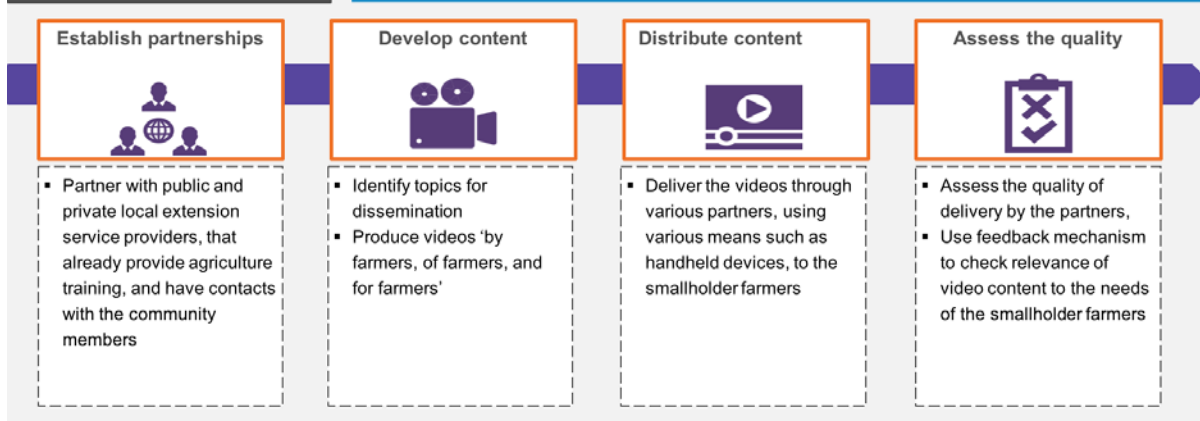 Establish partnerships
Develop content
Distribute content
Assess the quality
▪ Partner with public and
private local extension
service providers, that
already provide agriculture
training, and have contacts
with the community
members
▪ Identify topics for
dissemination
▪ Produce videos ‘by
farmers, of farmers, and
for farmers’
▪ Deliver the videos through
various partners, using
various means such as
handheld devices, to the
smallholder farmers
▪ Assess the quality of
delivery by the partners,
▪ Use feedback mechanism
to check relevance of
video content to the needs
of the smallholder farmers